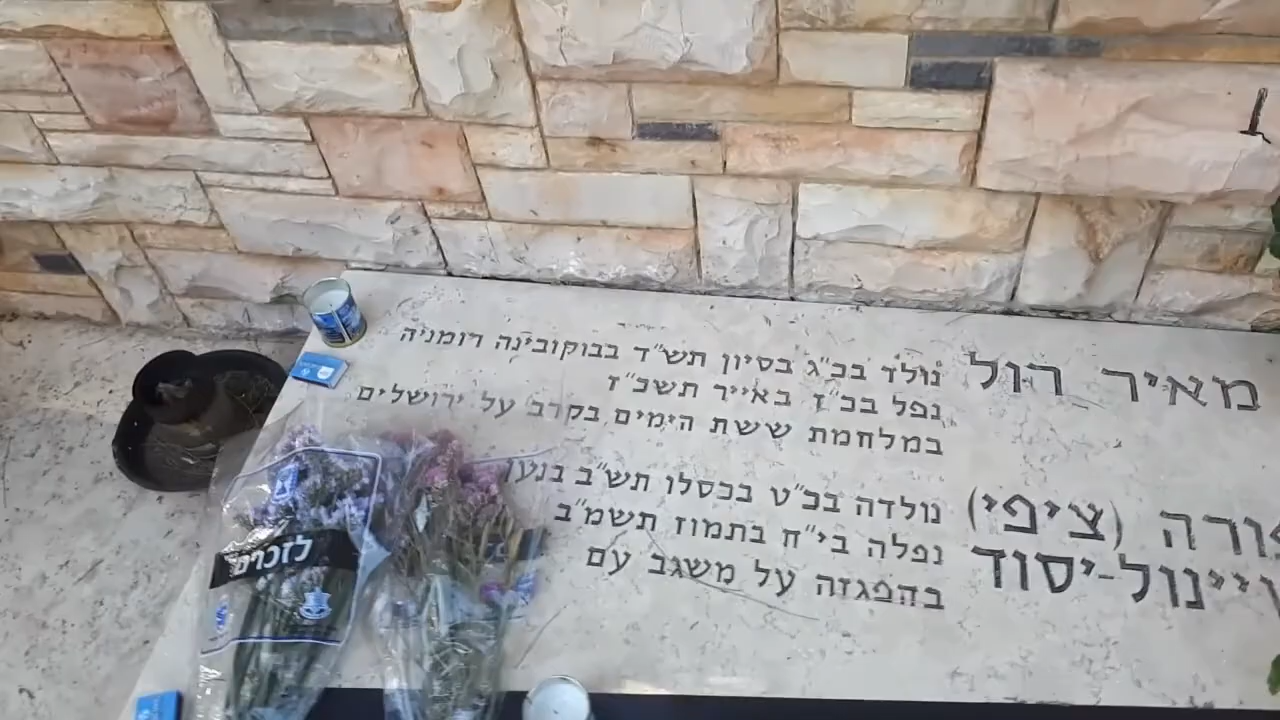 מאיר רול
נולד בכ״ג בסיון תש״ד בבוקובינה רומניה
נפל בכ״ז באייר תשכ״ז
במלחמת ששת הימים בקרב על ירושלים
(ציפי)
נולדה בכ״ט בכסלו תש״ב בנען
נפלה בי״ח בתמוז תשמ״ב
בהפגזה על משגב עם
לזכרם